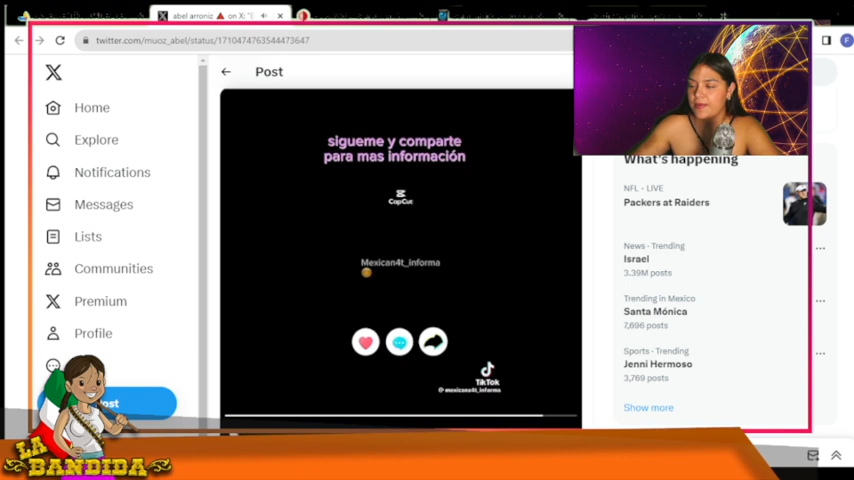 abel arroniz on X: "
twitter.com/muoz_abel/status/1710474763544473647
X
Home
Explore
Notifications
Messages
Lists
Communities
Premium
Profile
Post
sigueme y comparte
para mas información
CapCut
Mexican4t_informa
TikTok
@mexicano4t_informa
What's happening
NFL · LIVE
Packers at Raiders
News · Trending
Israel
3.39M posts
Trending in Mexico
Santa Mónica
7,696 posts
Sports · Trending
Jenni Hermoso
3,769 posts
Show more
LA
BANDIDA